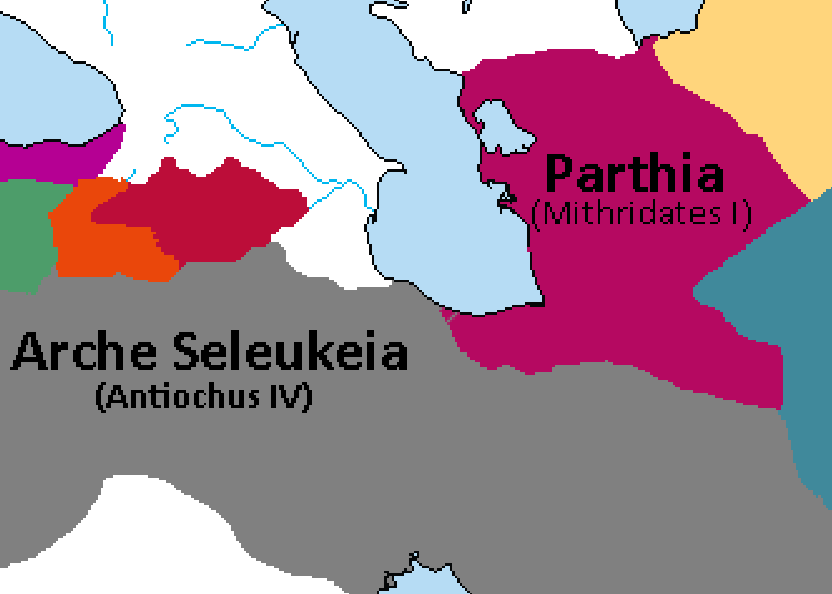 Parthia
(Mithridates I)
Arche Seleukeia
(Antiochus IV)